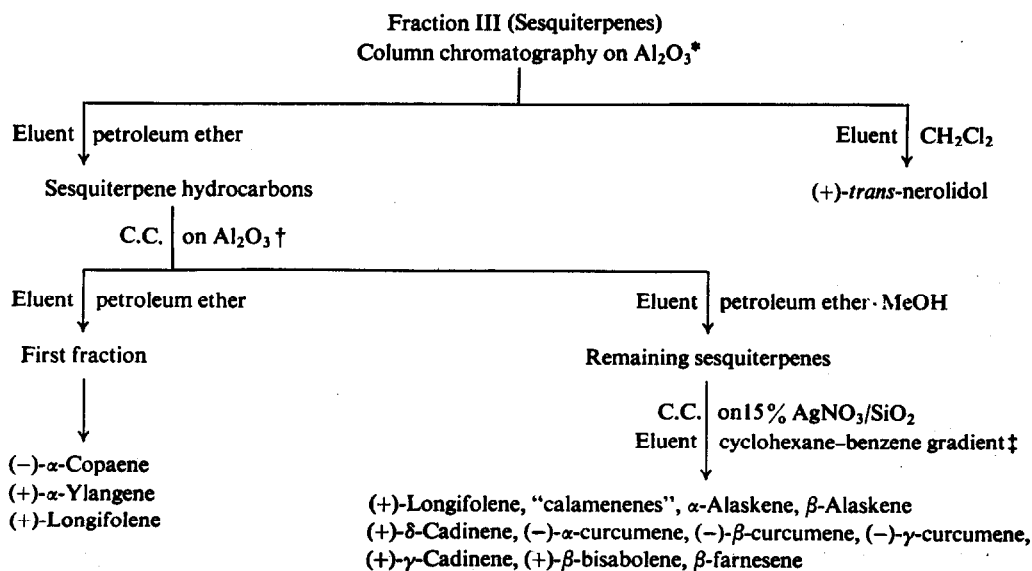 Fraction III (Sesquiterpenes)
Column chromatography on Al₂O₃*
Eluent petroleum ether
Eluent CH₂Cl₂
Sesquiterpene hydrocarbons
(+)-trans-nerolidol
C.C. on Al₂O₃ †
Eluent petroleum ether
Eluent petroleum ether · MeOH
First fraction
Remaining sesquiterpenes
C.C. on15% AgNO₃/SiO₂
Eluent cyclohexane–benzene gradient‡
(−)-α-Copaene
(+)-α-Ylangene
(+)-Longifolene
(+)-Longifolene, "calamenenes", α-Alaskene, β-Alaskene
(+)-δ-Cadinene, (−)-α-curcumene, (−)-β-curcumene, (−)-γ-curcumene,
(+)-γ-Cadinene, (+)-β-bisabolene, β-farnesene